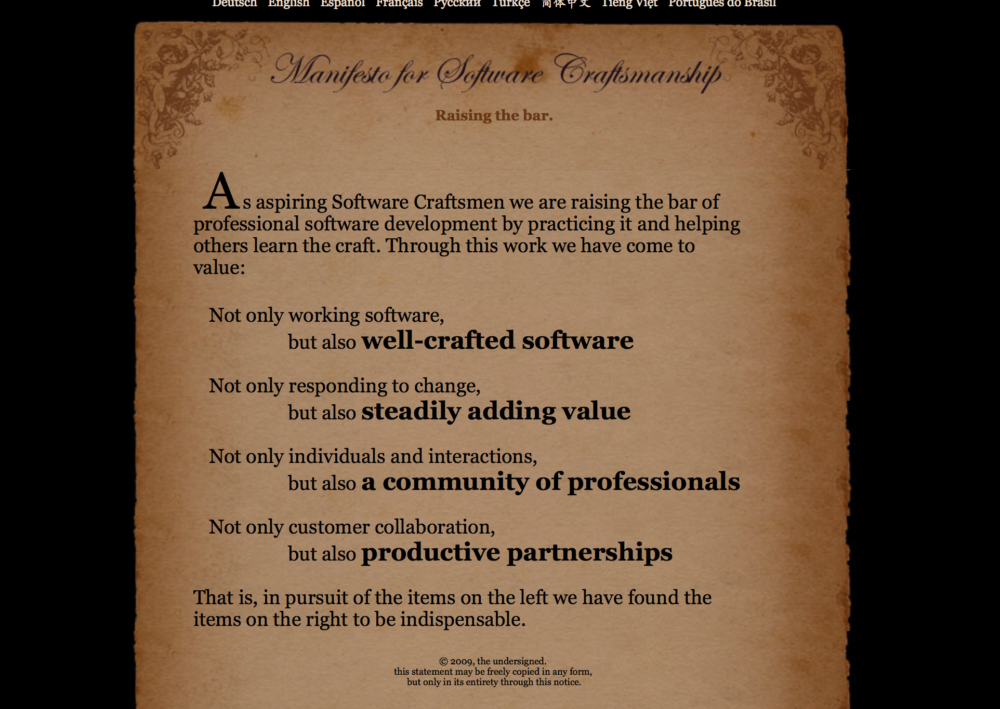 Deutsch English Español Français Русский Türkçe 简体中文 Tiếng Việt Português do Brasil
Manifesto for Software Craftsmanship
Raising the bar.
As aspiring Software Craftsmen we are raising the bar of
professional software development by practicing it and helping
others learn the craft. Through this work we have come to
value:
Not only working software,
but also well-crafted software
Not only responding to change,
but also steadily adding value
Not only individuals and interactions,
but also a community of professionals
Not only customer collaboration,
but also productive partnerships
That is, in pursuit of the items on the left we have found the
items on the right to be indispensable.
© 2009, the undersigned.
this statement may be freely copied in any form,
but only in its entirety through this notice.